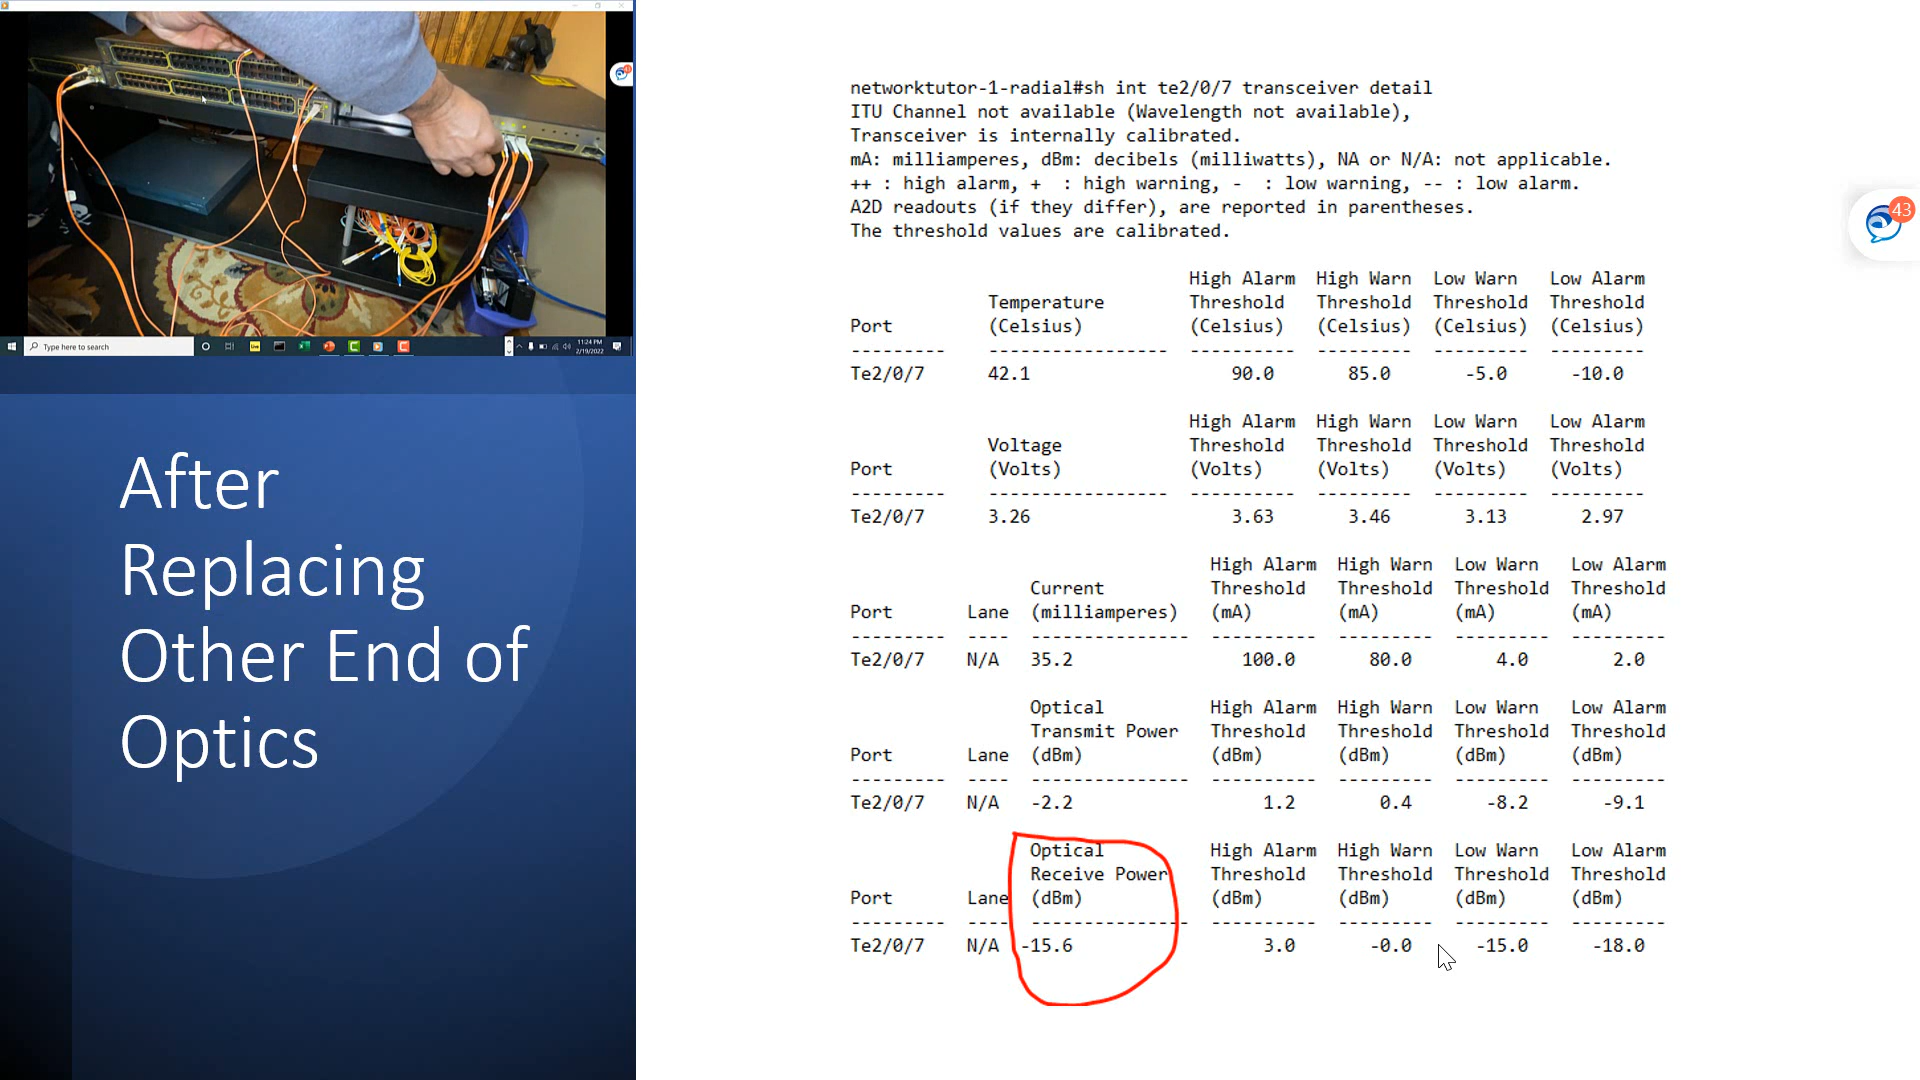 Type here to search
11:24 PM
2/19/2022
After
Replacing
Other End of
Optics
networktutor-1-radial#sh int te2/0/7 transceiver detail
ITU Channel not available (Wavelength not available),
Transceiver is internally calibrated.
mA: milliamperes, dBm: decibels (milliwatts), NA or N/A: not applicable.
++ : high alarm, +  : high warning, -  : low warning, -- : low alarm.
A2D readouts (if they differ), are reported in parentheses.
The threshold values are calibrated.
High Alarm High Warn Low Warn Low Alarm
Temperature Threshold Threshold Threshold Threshold
Port (Celsius) (Celsius) (Celsius) (Celsius) (Celsius)
--------- ----------------- ---------- --------- --------- ---------
Te2/0/7 42.1 90.0 85.0 -5.0 -10.0
High Alarm High Warn Low Warn Low Alarm
Voltage Threshold Threshold Threshold Threshold
Port (Volts) (Volts) (Volts) (Volts) (Volts)
--------- ----------------- ---------- --------- --------- ---------
Te2/0/7 3.26 3.63 3.46 3.13 2.97
High Alarm High Warn Low Warn Low Alarm
Current Threshold Threshold Threshold Threshold
Port Lane (milliamperes) (mA) (mA) (mA) (mA)
--------- ---- --------------- ---------- --------- --------- ---------
Te2/0/7 N/A 35.2 100.0 80.0 4.0 2.0
Optical High Alarm High Warn Low Warn Low Alarm
Transmit Power Threshold Threshold Threshold Threshold
Port Lane (dBm) (dBm) (dBm) (dBm) (dBm)
--------- ---- --------------- ---------- --------- --------- ---------
Te2/0/7 N/A -2.2 1.2 0.4 -8.2 -9.1
Optical High Alarm High Warn Low Warn Low Alarm
Receive Power Threshold Threshold Threshold Threshold
Port Lane (dBm) (dBm) (dBm) (dBm) (dBm)
--------- ---- --------------- ---------- --------- --------- ---------
Te2/0/7 N/A -15.6 3.0 -0.0 -15.0 -18.0
43